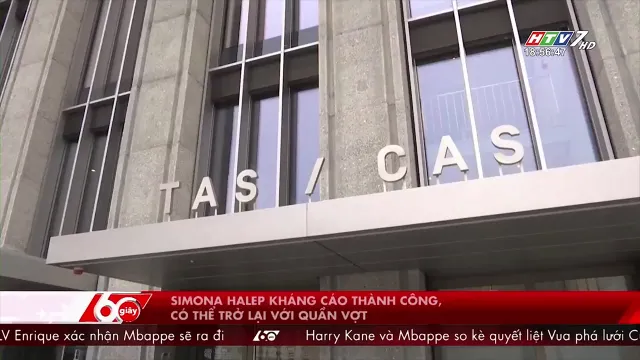 HTV7 HD
18:56:47
TAS / CAS
60 giây
SIMONA HALEP KHÁNG CÁO THÀNH CÔNG,
CÓ THỂ TRỞ LẠI VỚI QUẦN VỢT
LV Enrique xác nhận Mbappe sẽ ra đi 60 Harry Kane và Mbappe so kè quyết liệt Vua phá lưới C